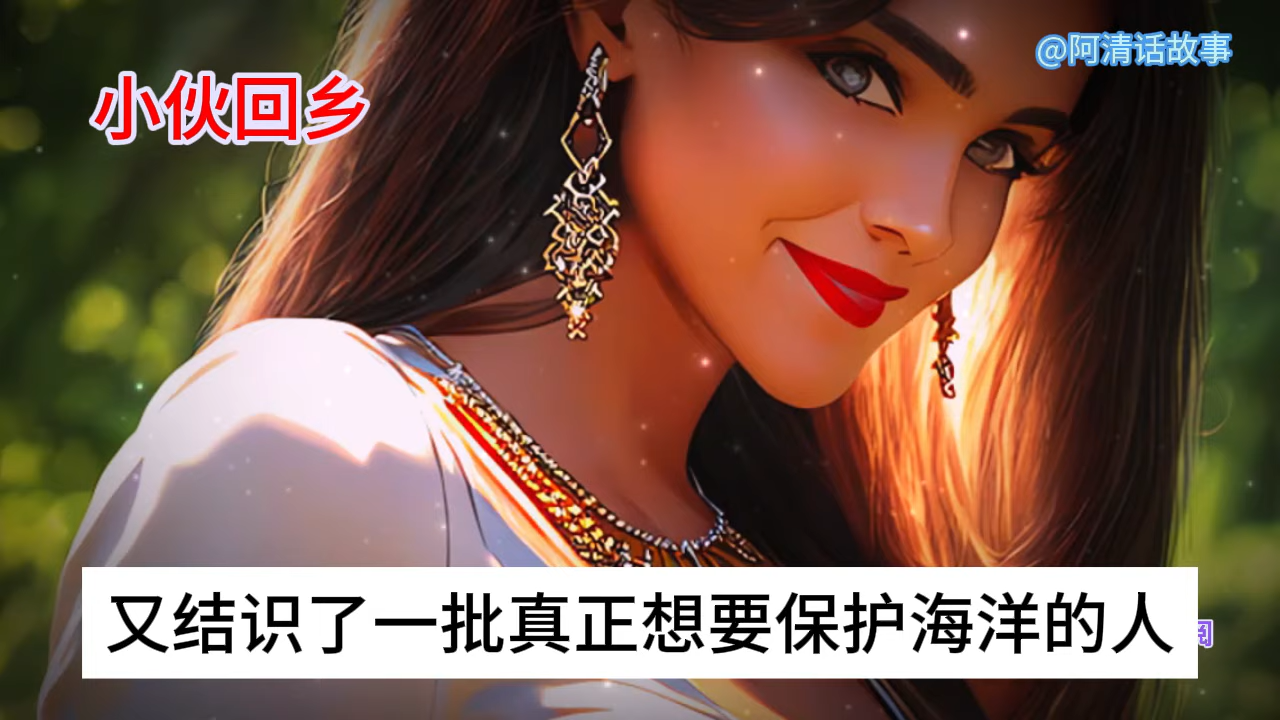 @阿清话故事
小伙回乡
又结识了一批真正想要保护海洋的人